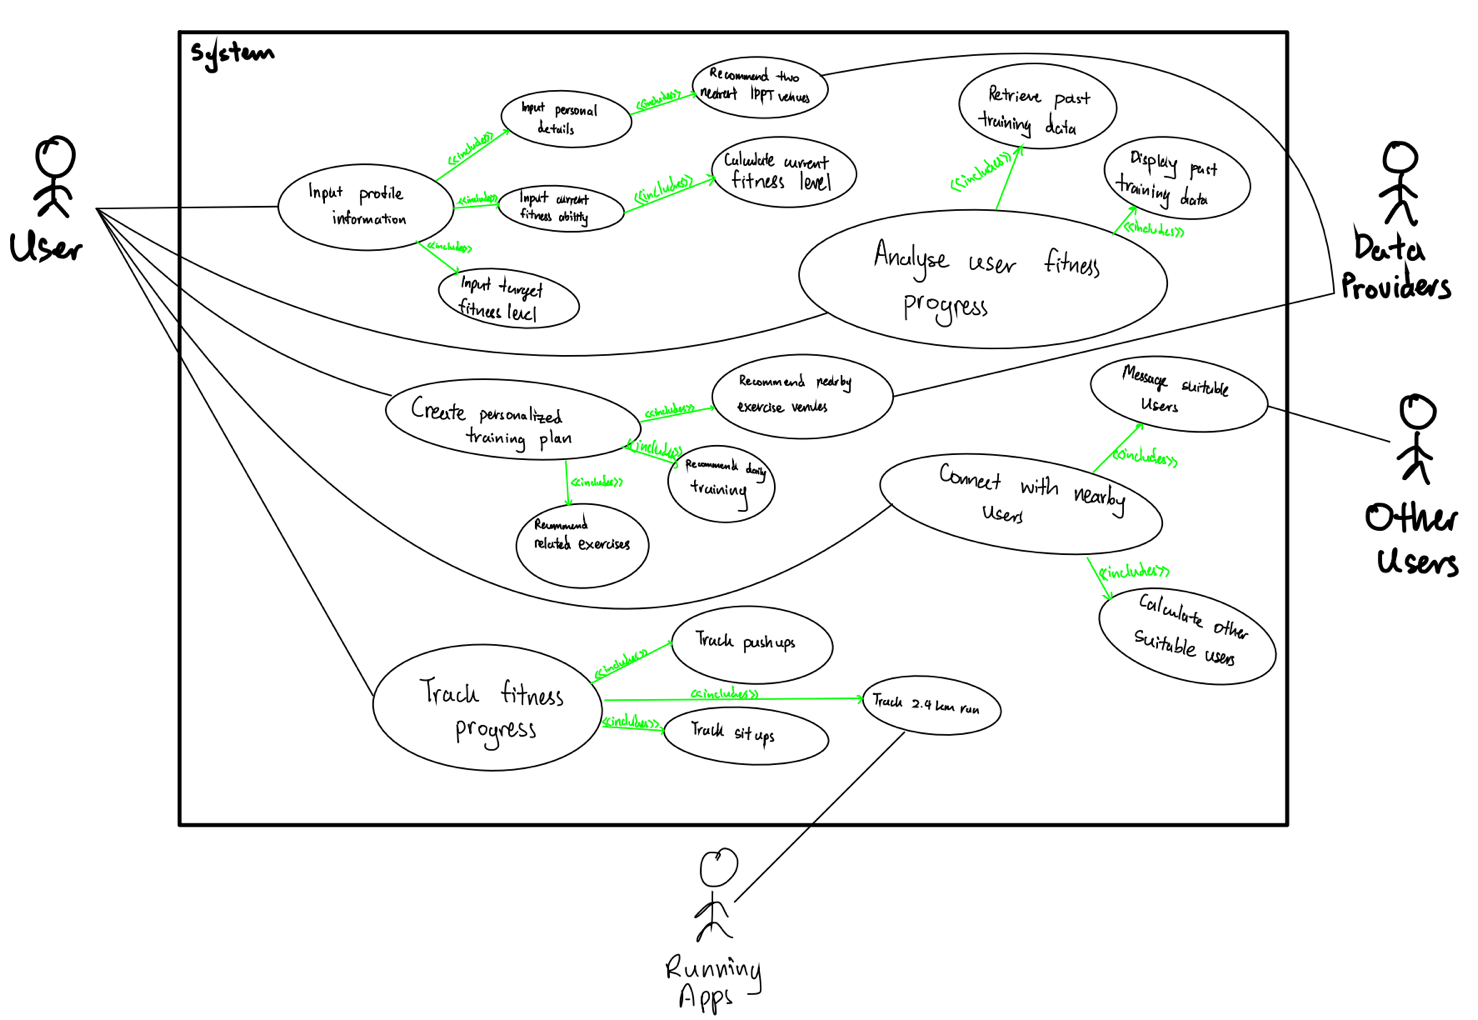 System
Recommend two
nearest IPPT venues
<<includes>>
Input personal
details
<<includes>>
Retrieve past
training data
<<includes>>
Display past
training data
<<includes>>
Calculate current
fitness level
<<includes>>
Input profile
information
<<includes>>
Input current
fitness ability
<<includes>>
Input target
fitness level
User
Analyse user fitness
progress
Data
Providers
Create personalized
training plan
<<includes>>
Recommend nearby
exercise venues
<<includes>>
Recommend daily
training
<<includes>>
Recommend
related exercises
Message suitable
Users
<<includes>>
Connect with nearby
Users
<<includes>>
Calculate other
suitable users
Other
Users
Track fitness
progress
<<includes>>
Track push ups
<<includes>>
Track 2.4 km run
<<includes>>
Track sit ups
Running
Apps